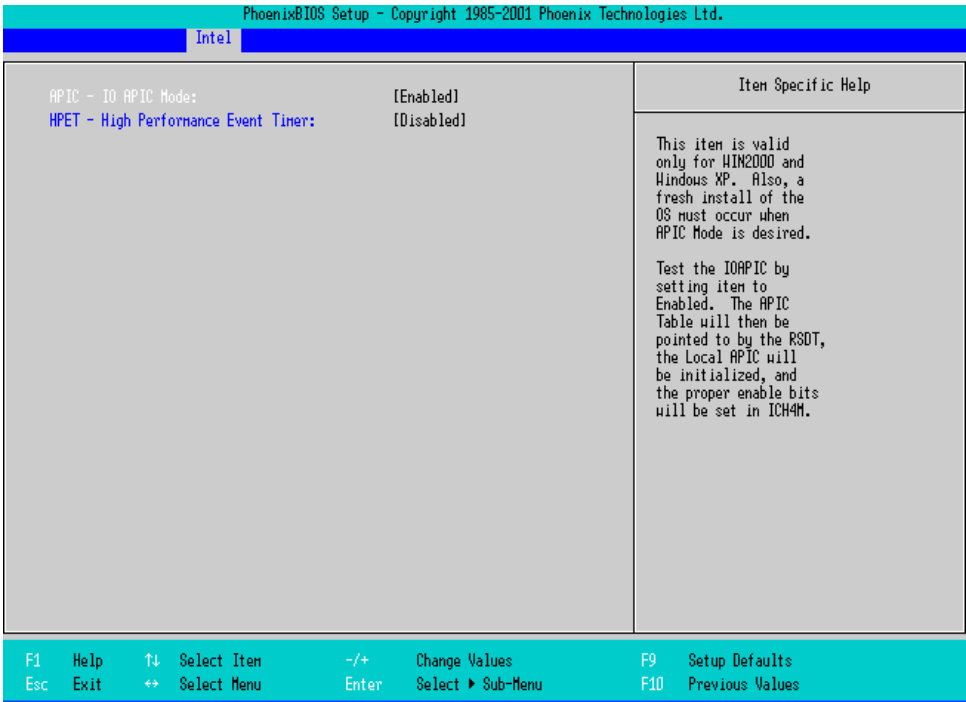 PhoenixBIOS Setup - Copyright 1985-2001 Phoenix Technologies Ltd.
Intel
APIC - IO APIC Mode: [Enabled]
HPET - High Performance Event Timer: [Disabled]
Item Specific Help
This item is valid
only for WIN2000 and
Windows XP. Also, a
fresh install of the
OS must occur when
APIC Mode is desired.
Test the IOAPIC by
setting item to
Enabled. The APIC
Table will then be
pointed to by the RSDT,
the Local APIC will
be initialized, and
the proper enable bits
will be set in ICH4M.
F1 Help ↑↓ Select Item -/+ Change Values F9 Setup Defaults
Esc Exit ↔ Select Menu Enter Select ▶ Sub-Menu F10 Previous Values